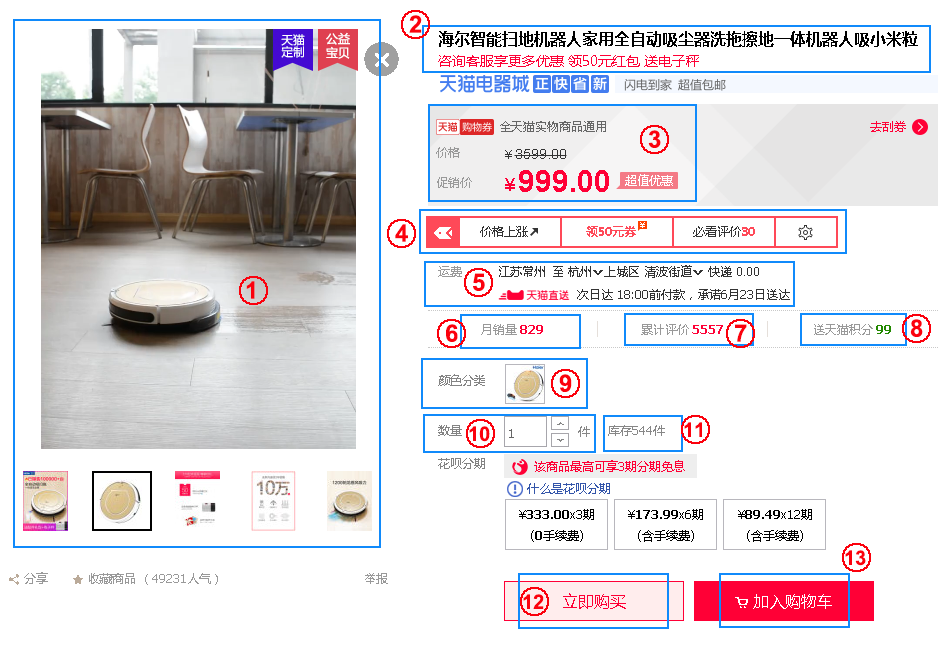 天猫
定制
公益
宝贝
①
②
海尔智能扫地机器人家用全自动吸尘器洗拖擦地一体机器人吸小米粒
咨询客服享更多优惠 领50元红包 送电子秤
天猫电器城 正快省新 闪电到家 超值包邮
天猫 购物券 全天猫实物商品通用
③
去刮券
价格 ¥3599.00
促销价 ¥999.00 超值优惠
④
价格上涨↗ 领50元券 必看评价30
运费 江苏常州 至 杭州上城区 清波街道 快递 0.00
⑤
天猫直送 次日达 18:00前付款，承诺6月23日送达
⑥ 月销量 829
累计评价 5557 ⑦
送天猫积分 99 ⑧
颜色分类 ⑨
数量 ⑩ 1 件
库存544件 ⑪
花呗分期 该商品最高可享3期分期免息
什么是花呗分期
¥333.00x3期
(0手续费)
¥173.99x6期
(含手续费)
¥89.49x12期
(含手续费)
10万
分享 收藏商品 （49231人气） 举报
⑫ 立即购买
⑬
加入购物车